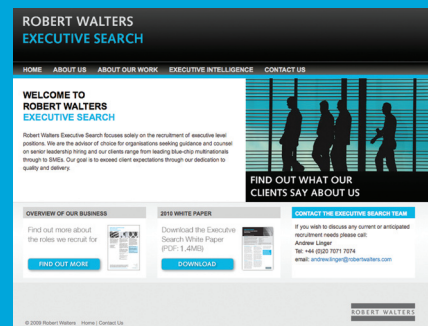 ROBERT WALTERS
EXECUTIVE SEARCH
HOME ABOUT US ABOUT OUR WORK EXECUTIVE INTELLIGENCE CONTACT US
WELCOME TO
ROBERT WALTERS
EXECUTIVE SEARCH
Robert Walters Executive Search focuses solely on the recruitment of executive level
positions. We are the advisor of choice for organisations seeking guidance and counsel
on senior leadership hiring and our clients range from leading blue-chip multinationals
through to SMEs. Our goal is to exceed client expectations through our dedication to
quality and delivery.
FIND OUT WHAT OUR
CLIENTS SAY ABOUT US
OVERVIEW OF OUR BUSINESS
Find out more about
the roles we recruit for
FIND OUT MORE
2010 WHITE PAPER
Download the Executive
Search White Paper
(PDF: 1.4MB)
DOWNLOAD
CONTACT THE EXECUTIVE SEARCH TEAM
If you wish to discuss any current or anticipated
recruitment needs please call:
Andrew Linger
Tel: +44 (0)20 7071 7074
email: andrew.linger@robertwalters.com
ROBERT WALTERS
© 2009 Robert Walters Home | Contact Us